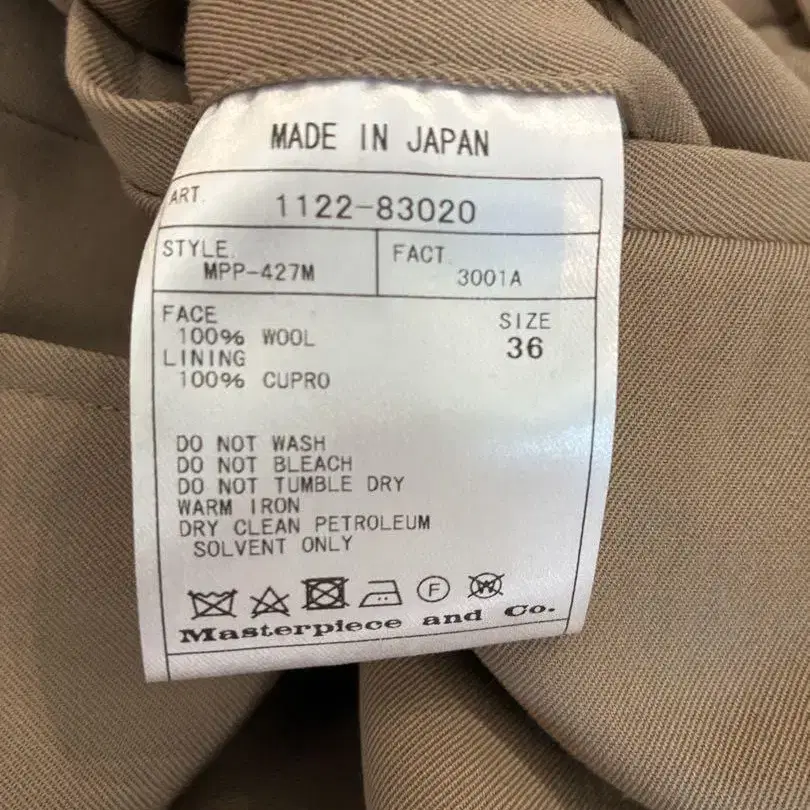 MADE IN JAPAN
ART. 1122-83020
STYLE. FACT.
MPP-427M 3001A
FACE SIZE
100% WOOL 36
LINING
100% CUPRO
DO NOT WASH
DO NOT BLEACH
DO NOT TUMBLE DRY
WARM IRON
DRY CLEAN PETROLEUM
SOLVENT ONLY
F W
Masterpiece and Co.